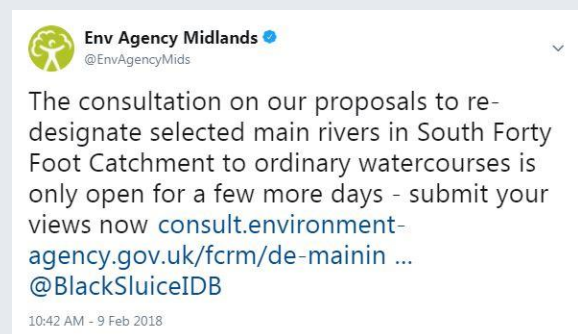 Env Agency Midlands
@EnvAgencyMids
The consultation on our proposals to re-
designate selected main rivers in South Forty
Foot Catchment to ordinary watercourses is
only open for a few more days - submit your
views now consult.environment-
agency.gov.uk/fcrm/de-mainin ...
@BlackSluiceIDB
10:42 AM - 9 Feb 2018